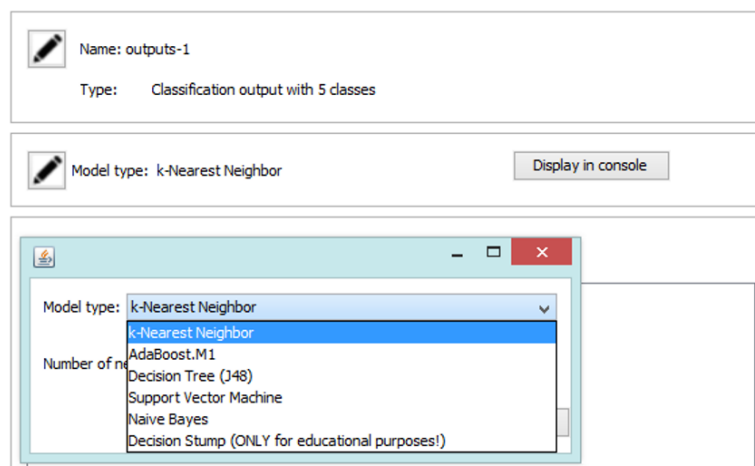 Name: outputs-1
Type: Classification output with 5 classes
Model type: k-Nearest Neighbor
Display in console
Model type: k-Nearest Neighbor
k-Nearest Neighbor
AdaBoost.M1
Number of
Decision Tree (J48)
Support Vector Machine
Naive Bayes
Decision Stump (ONLY for educational purposes!)